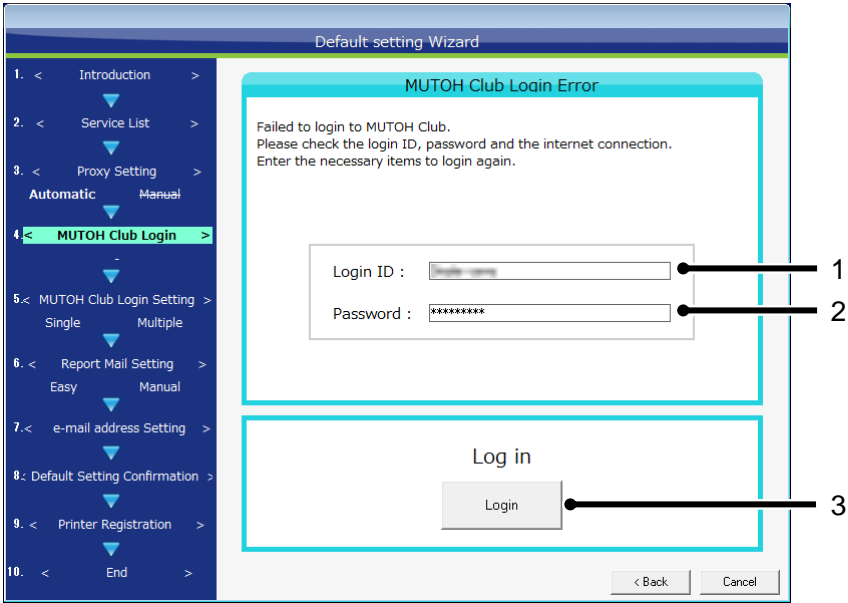 Default setting Wizard
1. < Introduction >
2. < Service List >
3. < Proxy Setting >
Automatic Manual
4.< MUTOH Club Login >
-
5.< MUTOH Club Login Setting >
Single Multiple
6. < Report Mail Setting >
Easy Manual
7.< e-mail address Setting >
8.< Default Setting Confirmation >
9. < Printer Registration >
10. < End >
MUTOH Club Login Error
Failed to login to MUTOH Club.
Please check the login ID, password and the internet connection.
Enter the necessary items to login again.
Login ID :
1
Password : *********
2
Log in
Login
3
< Back Cancel